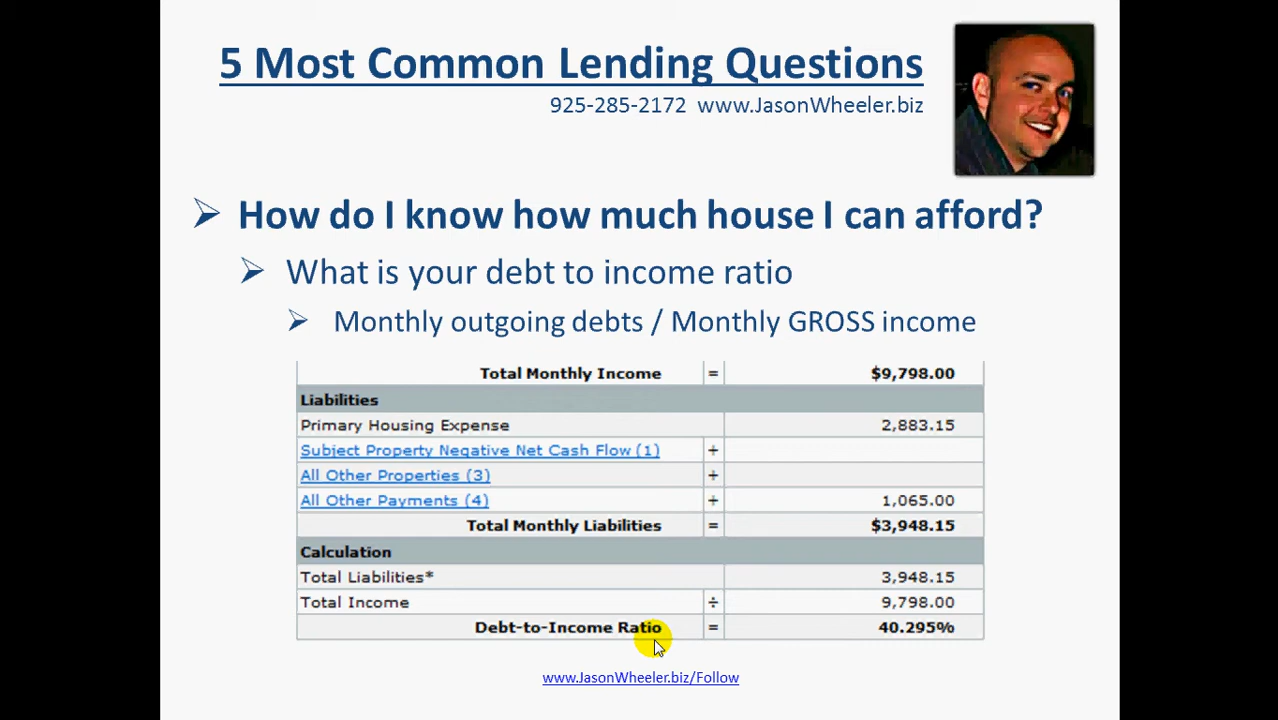 5 Most Common Lending Questions
925-285-2172 www.JasonWheeler.biz
How do I know how much house I can afford?
What is your debt to income ratio
Monthly outgoing debts / Monthly GROSS income
Total Monthly Income = $9,798.00
Liabilities
Primary Housing Expense 2,883.15
Subject Property Negative Net Cash Flow (1) +
All Other Properties (3) +
All Other Payments (4) + 1,065.00
Total Monthly Liabilities = $3,948.15
Calculation
Total Liabilities* 3,948.15
Total Income ÷ 9,798.00
Debt-to-Income Ratio = 40.295%
www.JasonWheeler.biz/Follow